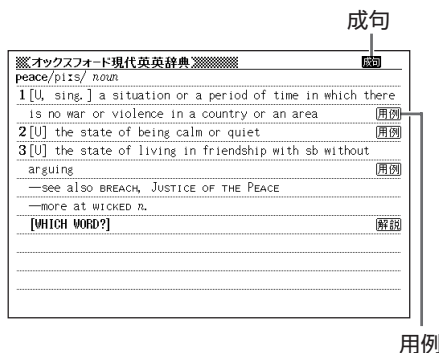 成句
オックスフォード現代英英辞典 成句
peace/piːs/ noun
1 [U, sing.] a situation or a period of time in which there
is no war or violence in a country or an area 用例
2 [U] the state of being calm or quiet 用例
3 [U] the state of living in friendship with sb without
arguing 用例
—see also BREACH, JUSTICE OF THE PEACE
—more at WICKED n.
[WHICH WORD?] 解説
用例